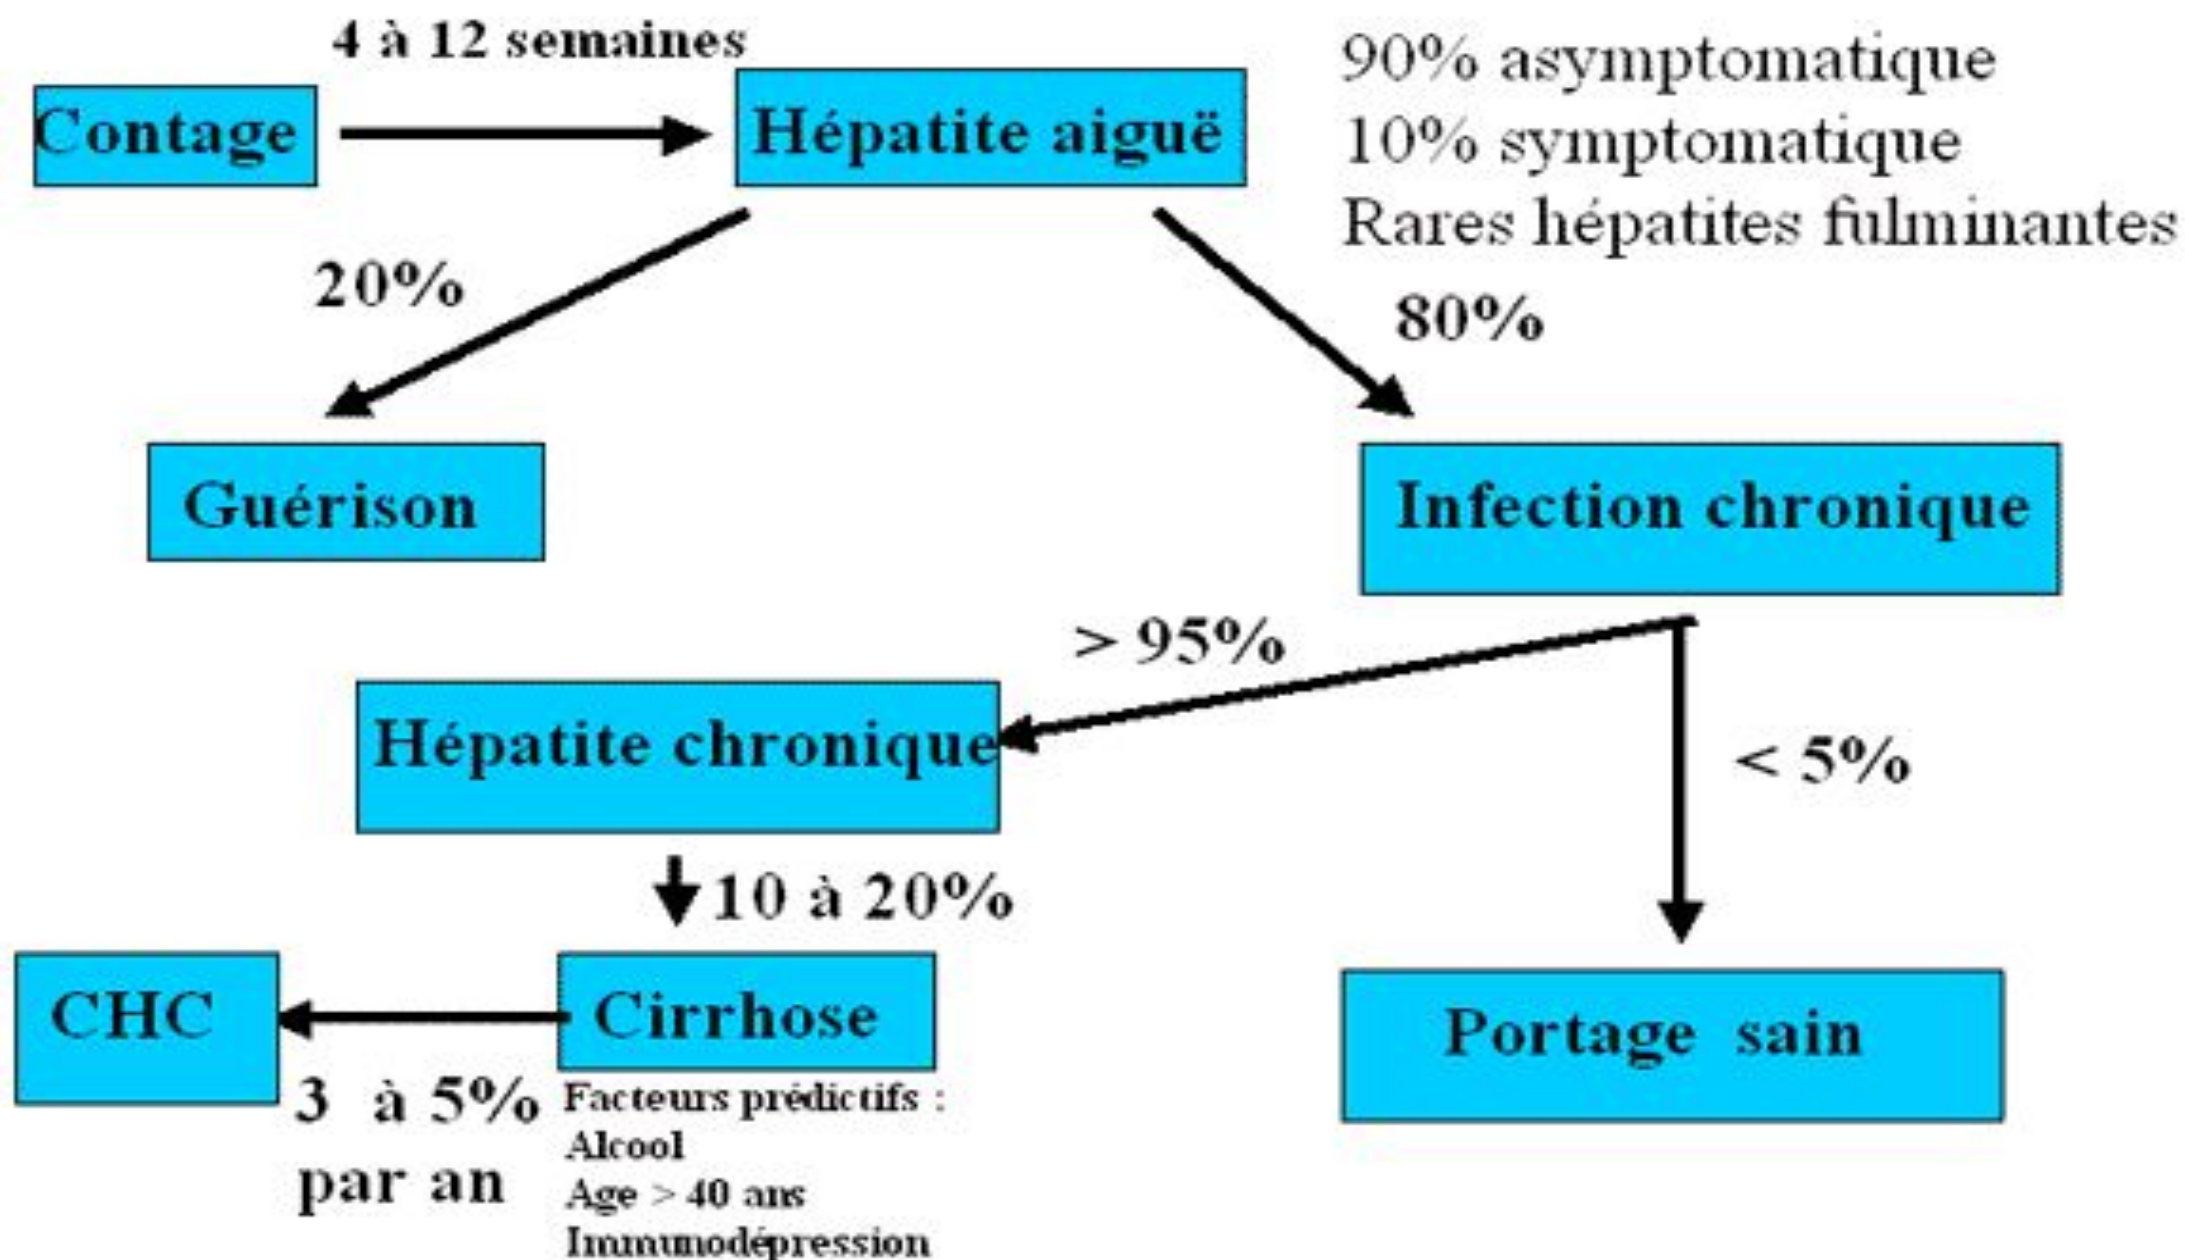 4 à 12 semaines
Contage
Hépatite aiguë
90% asymptomatique
10% symptomatique
Rares hépatites fulminantes
20%
80%
Guérison
Infection chronique
> 95%
Hépatite chronique
< 5%
10 à 20%
CHC
Cirrhose
Portage sain
3 à 5%
par an
Facteurs prédictifs :
Alcool
Age > 40 ans
Immunodépression